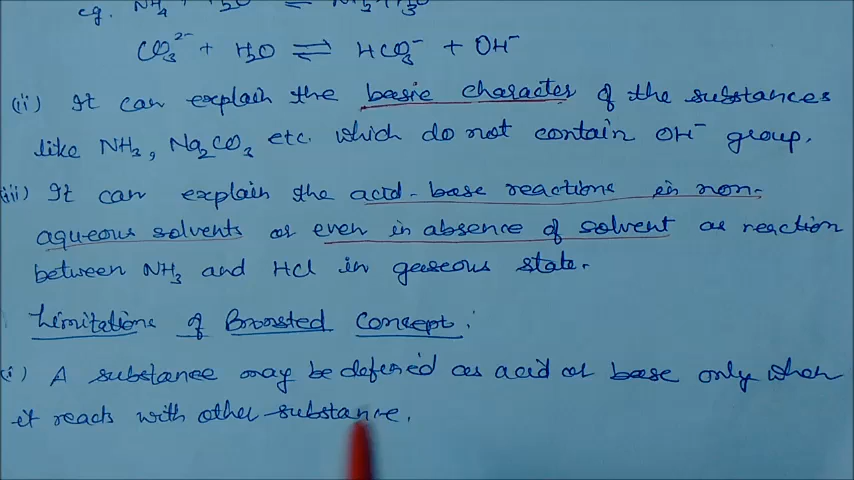 eg. NH₄⁺ + H₂O ⇌
CO₃²⁻ + H₂O ⇌ HCO₃⁻ + OH⁻
(ii) It can explain the basic character of the substances
like NH₃, Na₂CO₃ etc. which do not contain OH⁻ group.
(iii) It can explain the acid-base reactions in non-
aqueous solvents or even in absence of solvent as reaction
between NH₃ and HCl in gaseous state.
Limitations of Bronsted Concept:
(i) A substance may be defined as acid or base only when
it reacts with other substance.